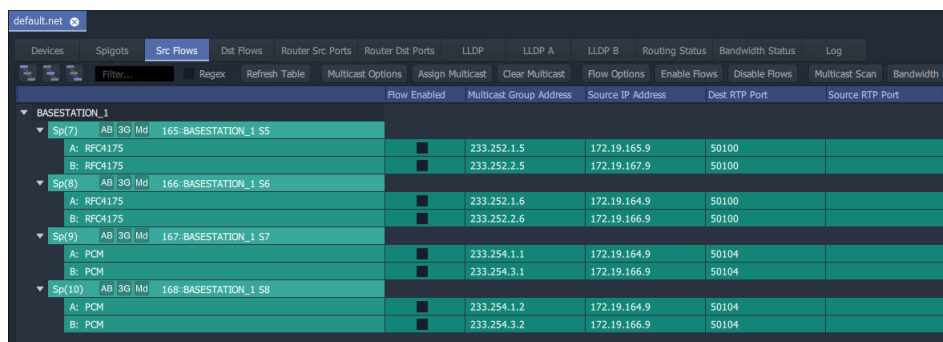 default.net
Devices Spigots Src Flows Dst Flows Router Src Ports Router Dst Ports LLDP LLDP A LLDP B Routing Status Bandwidth Status Log
Filter... Regex Refresh Table Multicast Options Assign Multicast Clear Multicast Flow Options Enable Flows Disable Flows Multicast Scan Bandwidth
Flow Enabled Multicast Group Address Source IP Address Dest RTP Port Source RTP Port
BASESTATION_1
Sp(7) AB 3G Md 165::BASESTATION_1 S5
A: RFC4175 233.252.1.5 172.19.165.9 50100
B: RFC4175 233.252.2.5 172.19.167.9 50100
Sp(8) AB 3G Md 166::BASESTATION_1 S6
A: RFC4175 233.252.1.6 172.19.164.9 50100
B: RFC4175 233.252.2.6 172.19.166.9 50100
Sp(9) AB 3G Md 167::BASESTATION_1 S7
A: PCM 233.254.1.1 172.19.164.9 50104
B: PCM 233.254.3.1 172.19.166.9 50104
Sp(10) AB 3G Md 168::BASESTATION_1 S8
A: PCM 233.254.1.2 172.19.164.9 50104
B: PCM 233.254.3.2 172.19.166.9 50104